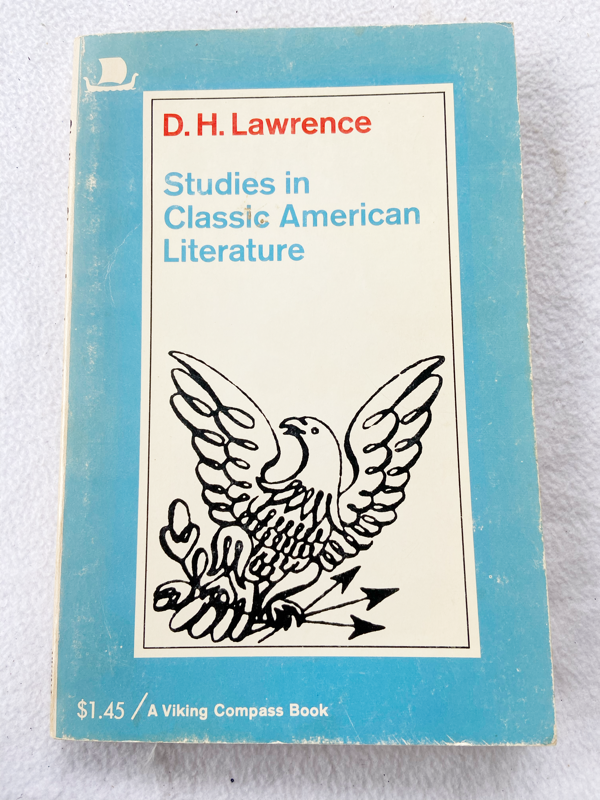 D. H. Lawrence
Studies in
Classic American
Literature
$1.45 / A Viking Compass Book